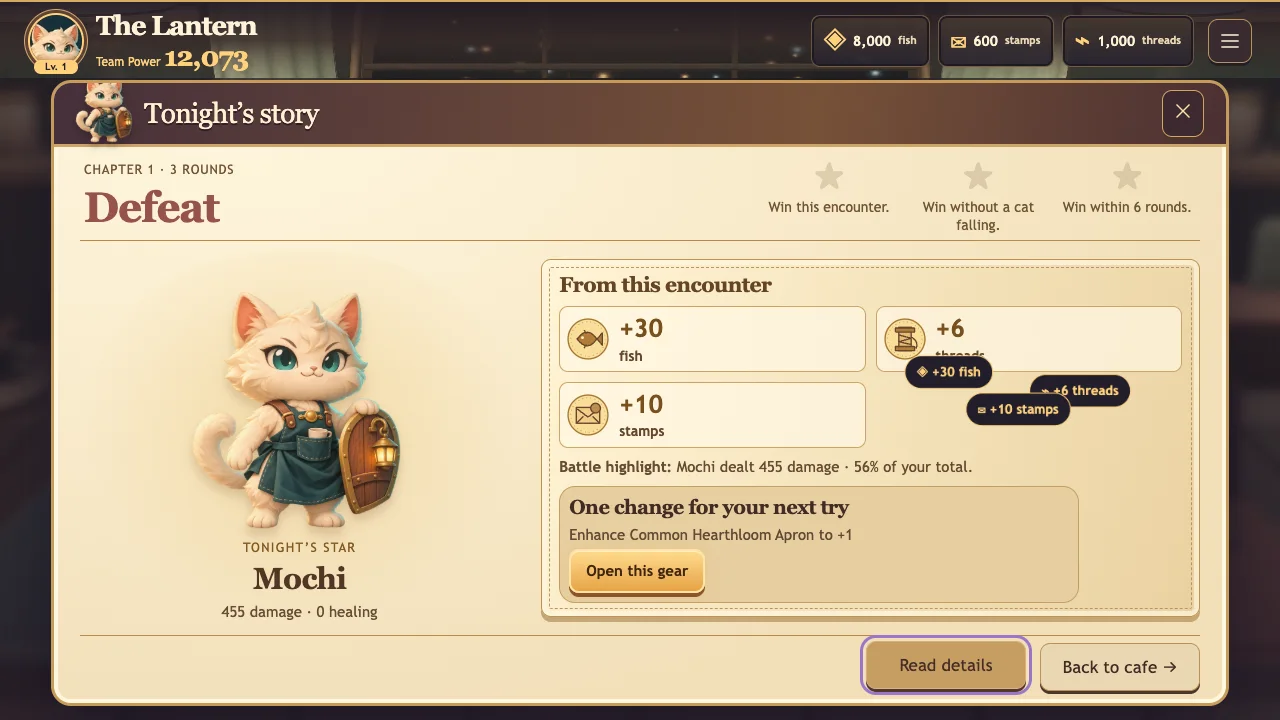 The Lantern
Lv. 1
Team Power 12,073
8,000 fish
600 stamps
1,000 threads
Tonight's story
CHAPTER 1 · 3 ROUNDS
Defeat
Win this encounter.
Win without a cat
falling.
Win within 6 rounds.
From this encounter
+30
fish
+6
threads
+30 fish
+6 threads
+10 stamps
+10
stamps
Battle highlight: Mochi dealt 455 damage · 56% of your total.
One change for your next try
Enhance Common Hearthloom Apron to +1
Open this gear
TONIGHT'S STAR
Mochi
455 damage · 0 healing
Read details
Back to cafe →